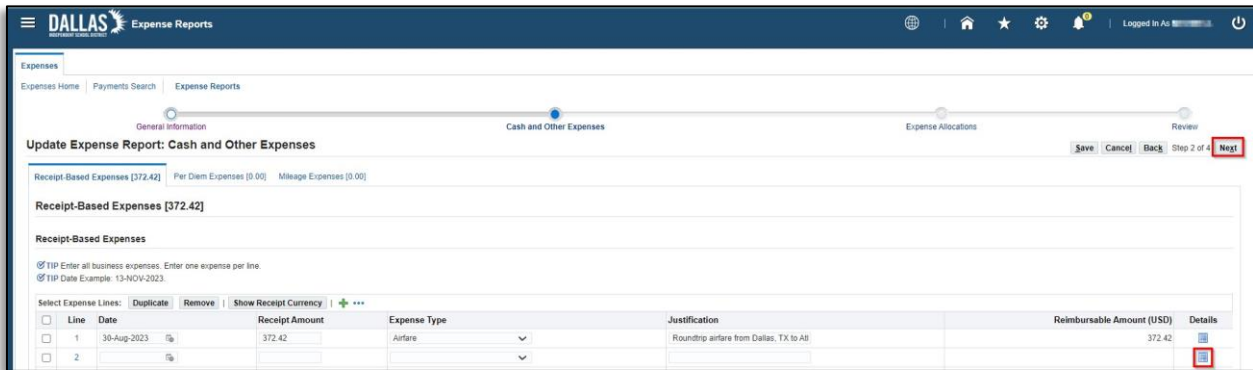 DALLAS Expense Reports
INDEPENDENT SCHOOL DISTRICT
0
Logged In As
Expenses
Expenses Home | Payments Search | Expense Reports
General Information Cash and Other Expenses Expense Allocations Review
Update Expense Report: Cash and Other Expenses
Save Cancel Back Step 2 of 4 Next
Receipt-Based Expenses [372.42] Per Diem Expenses [0.00] Mileage Expenses [0.00]
Receipt-Based Expenses [372.42]
Receipt-Based Expenses
TIP Enter all business expenses. Enter one expense per line.
TIP Date Example: 13-NOV-2023.
Select Expense Lines: Duplicate Remove | Show Receipt Currency |
Line Date Receipt Amount Expense Type Justification Reimbursable Amount (USD) Details
1 30-Aug-2023 372.42 Airfare Roundtrip airfare from Dallas, TX to Atl 372.42
2